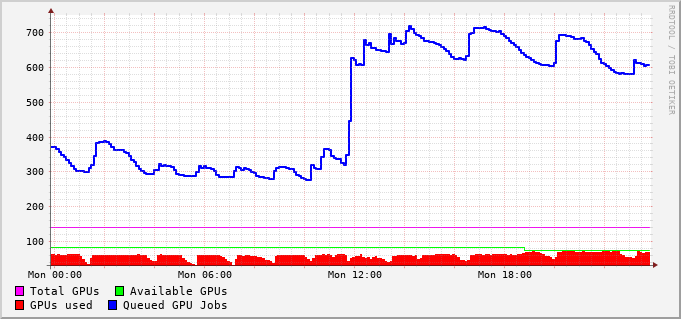 700
600
500
400
300
200
100
Mon 00:00 Mon 06:00 Mon 12:00 Mon 18:00
Total GPUs Available GPUs
GPUs used Queued GPU Jobs
RRDTOOL / TOBI OETIKER